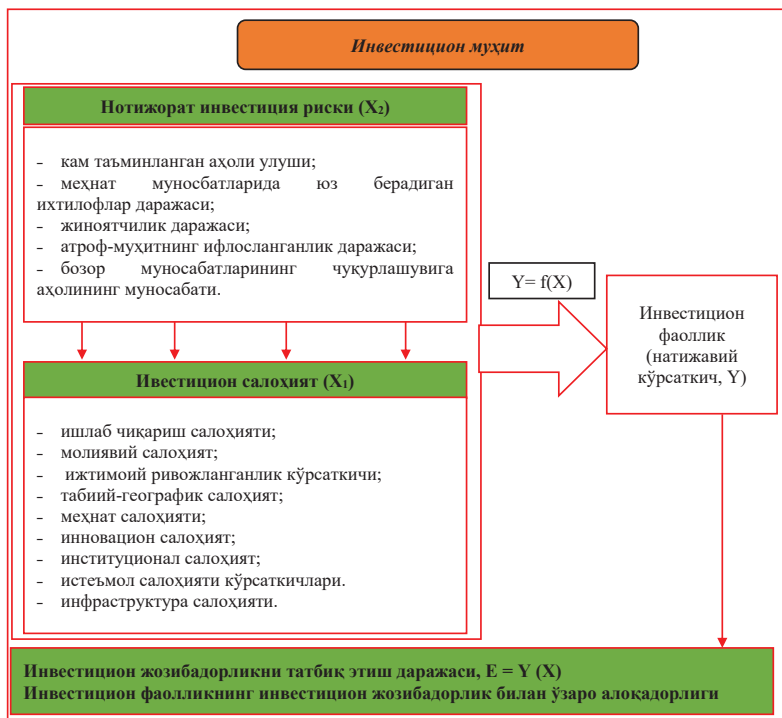 Инвестицион муҳит
Нотижорат инвестиция риски (X₂)
- кам таъминланган аҳоли улуши;
- меҳнат муносбатларида юз берадиган
ихтилофлар даражаси;
- жиноятчилик даражаси;
- атроф-муҳитнинг ифлосланганлик даражаси;
- бозор муносабатларининг чуқурлашувига
аҳолининг муносабати.
Y= f(X)
Инвестицион
фаоллик
(натижавий
кўрсаткич, Y)
Ивестицион салоҳият (X₁)
- ишлаб чиқариш салоҳияти;
- молиявий салоҳият;
- ижтимоий ривожланганлик кўрсаткичи;
- табиий-географик салоҳият;
- меҳнат салоҳияти;
- инновацион салоҳият;
- институционал салоҳият;
- истеъмол салоҳияти кўрсаткичлари.
- инфраструктура салоҳияти.
Инвестицион жозибадорликни татбиқ этиш даражаси, E = Y (X)
Инвестицион фаолликнинг инвестицион жозибадорлик билан ўзаро алоқадорлиги